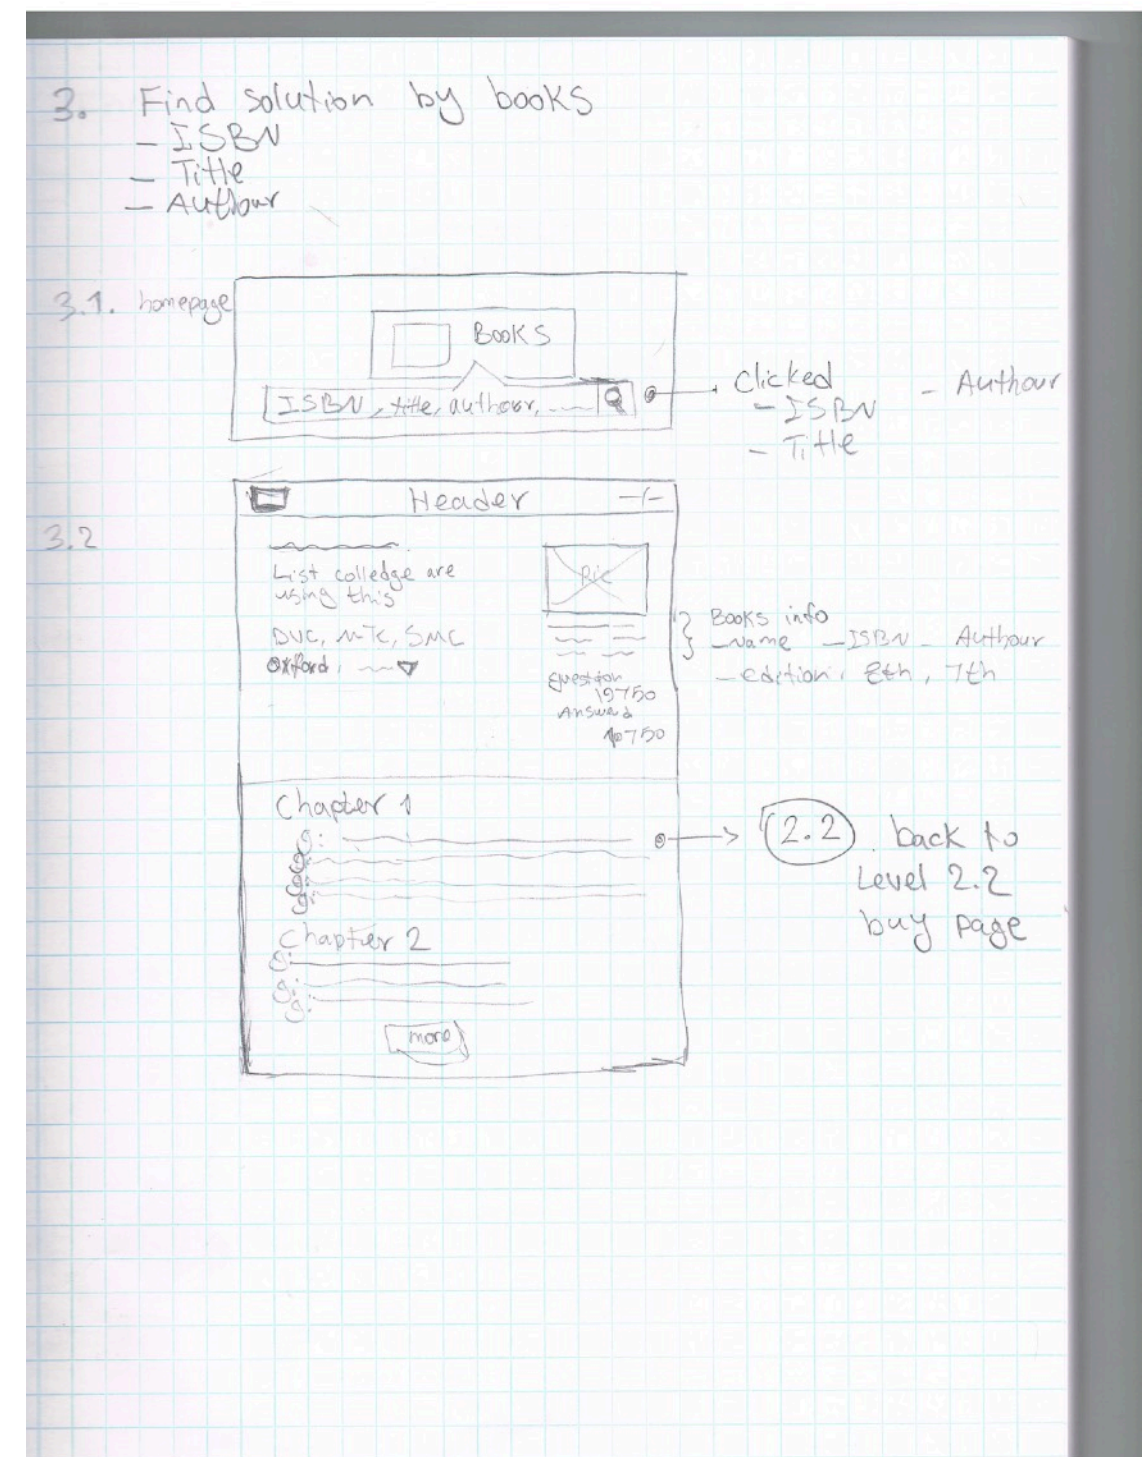 3. Find solution by books
- ISBN
- Title
- Authour
3.1. homepage
BOOKS
ISBN, title, authour,
Clicked - Authour
- ISBN
- Title
3.2
Header
List colledge are
using this
DVC, MTC, SMC
Oxford,
Pic
Books info
- Name - ISBN - Authour
- edition, 8th, 7th
question
19750
Answerd
10750
Chapter 1
g:
g:
g:
g:
2.2 back to
Level 2.2
buy page
Chapter 2
g:
g:
g:
more